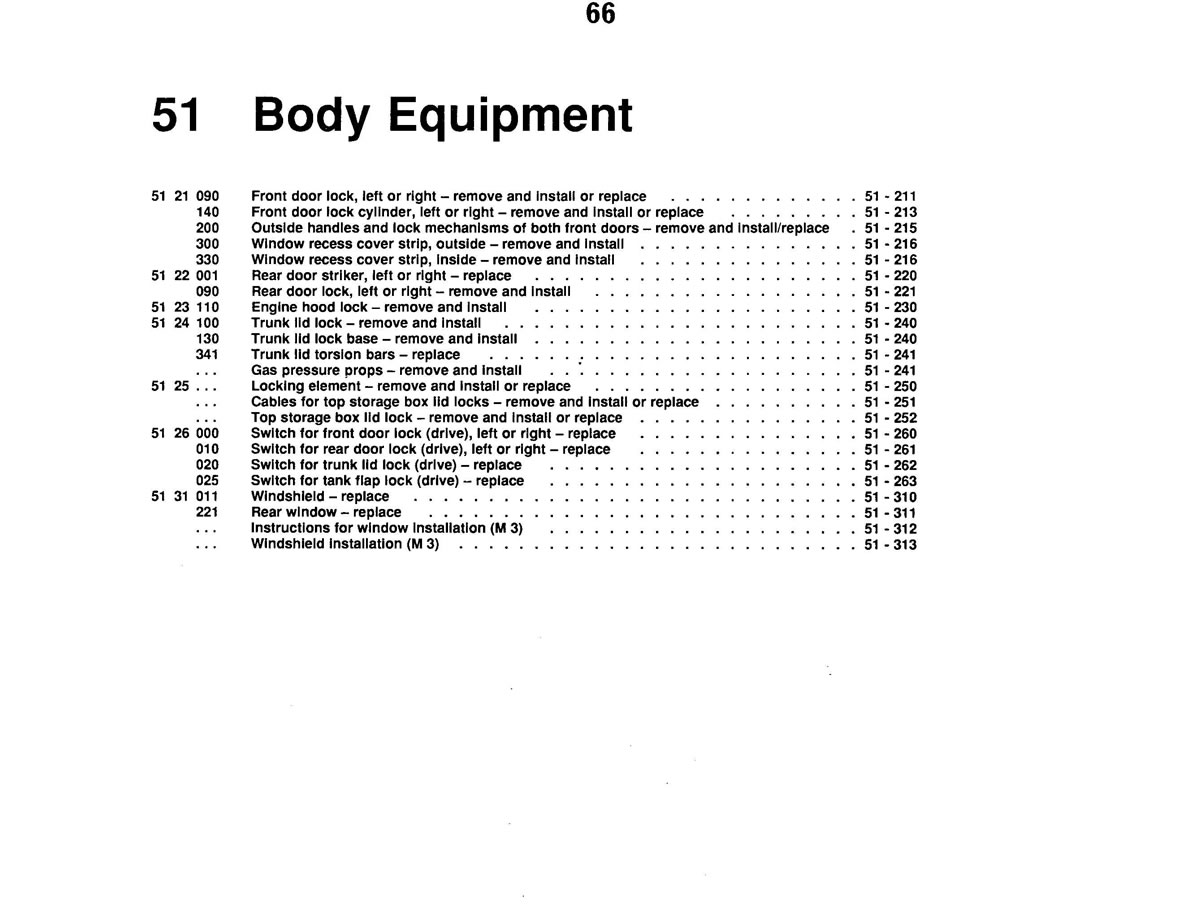 66
51 Body Equipment
51 21 090 Front door lock, left or right – remove and install or replace . . . . . . . . . . . . . 51 - 211
140 Front door lock cylinder, left or right – remove and install or replace . . . . . . . . . 51 - 213
200 Outside handles and lock mechanisms of both front doors – remove and install/replace . 51 - 215
300 Window recess cover strip, outside – remove and install . . . . . . . . . . . . . . . 51 - 216
330 Window recess cover strip, inside – remove and install . . . . . . . . . . . . . . . 51 - 216
51 22 001 Rear door striker, left or right – replace . . . . . . . . . . . . . . . . . . . . . . 51 - 220
090 Rear door lock, left or right – remove and install . . . . . . . . . . . . . . . . . . 51 - 221
51 23 110 Engine hood lock – remove and install . . . . . . . . . . . . . . . . . . . . . . 51 - 230
51 24 100 Trunk lid lock – remove and install . . . . . . . . . . . . . . . . . . . . . . . . 51 - 240
130 Trunk lid lock base – remove and install . . . . . . . . . . . . . . . . . . . . . . 51 - 240
341 Trunk lid torsion bars – replace . . . . . . . . . . . . . . . . . . . . . . . . . 51 - 241
. . . Gas pressure props – remove and install . . . . . . . . . . . . . . . . . . . . . 51 - 241
51 25 . . . Locking element – remove and install or replace . . . . . . . . . . . . . . . . . . 51 - 250
. . . Cables for top storage box lid locks – remove and install or replace . . . . . . . . . . 51 - 251
. . . Top storage box lid lock – remove and install or replace . . . . . . . . . . . . . . . 51 - 252
51 26 000 Switch for front door lock (drive), left or right – replace . . . . . . . . . . . . . . . 51 - 260
010 Switch for rear door lock (drive), left or right – replace . . . . . . . . . . . . . . . 51 - 261
020 Switch for trunk lid lock (drive) – replace . . . . . . . . . . . . . . . . . . . . . 51 - 262
025 Switch for tank flap lock (drive) – replace . . . . . . . . . . . . . . . . . . . . . 51 - 263
51 31 011 Windshield – replace . . . . . . . . . . . . . . . . . . . . . . . . . . . . . . 51 - 310
221 Rear window – replace . . . . . . . . . . . . . . . . . . . . . . . . . . . . . 51 - 311
. . . Instructions for window installation (M 3) . . . . . . . . . . . . . . . . . . . . . 51 - 312
. . . Windshield installation (M 3) . . . . . . . . . . . . . . . . . . . . . . . . . . . 51 - 313